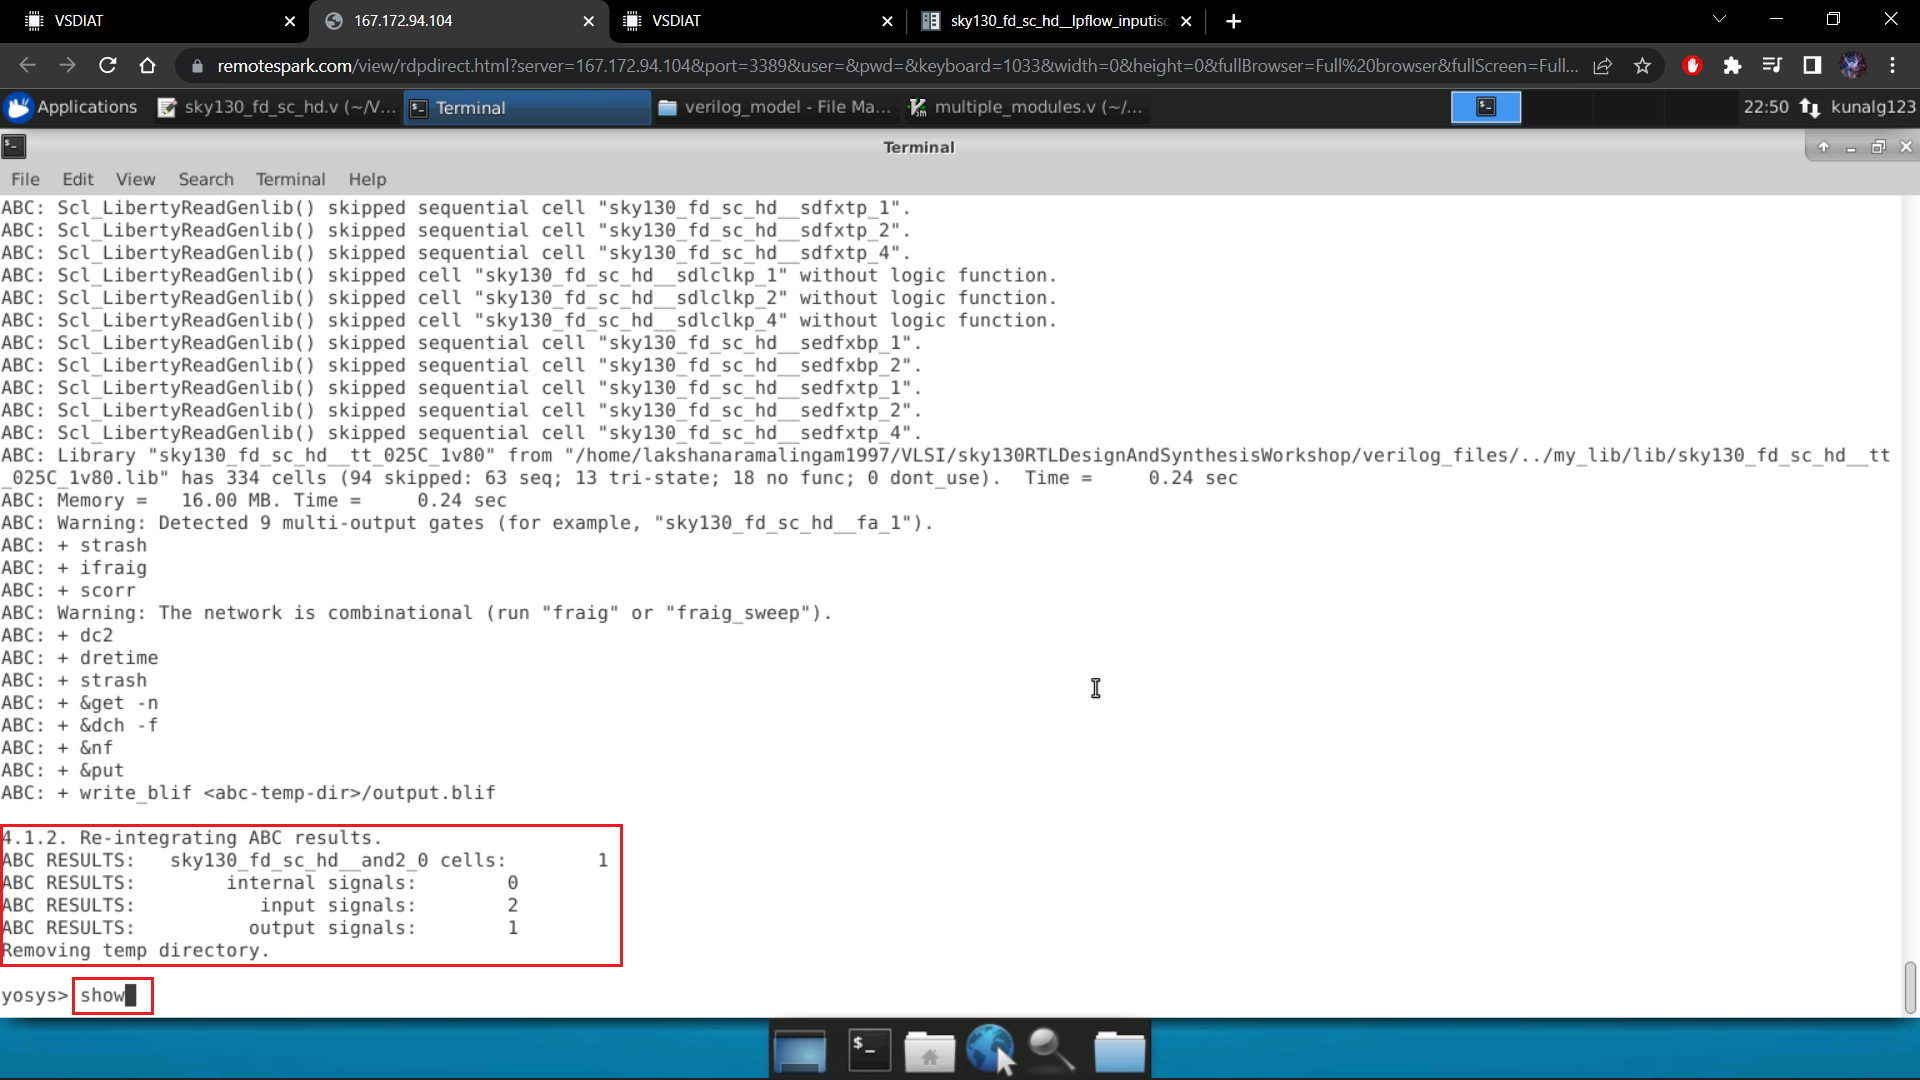 VSDIAT
167.172.94.104
VSDIAT
sky130_fd_sc_hd__lpflow_inputiso
remotespark.com/view/rdpdirect.html?server=167.172.94.104&port=3389&user=&pwd=&keyboard=1033&width=0&height=0&fullBrowser=Full%20browser&fullScreen=Full...
Applications
sky130_fd_sc_hd.v (~/V...
Terminal
verilog_model - File Ma...
multiple_modules.v (~/...
22:50
kunalg123
Terminal
File Edit View Search Terminal Help
ABC: Scl_LibertyReadGenlib() skipped sequential cell "sky130_fd_sc_hd__sdfxtp_1".
ABC: Scl_LibertyReadGenlib() skipped sequential cell "sky130_fd_sc_hd__sdfxtp_2".
ABC: Scl_LibertyReadGenlib() skipped sequential cell "sky130_fd_sc_hd__sdfxtp_4".
ABC: Scl_LibertyReadGenlib() skipped cell "sky130_fd_sc_hd__sdlclkp_1" without logic function.
ABC: Scl_LibertyReadGenlib() skipped cell "sky130_fd_sc_hd__sdlclkp_2" without logic function.
ABC: Scl_LibertyReadGenlib() skipped cell "sky130_fd_sc_hd__sdlclkp_4" without logic function.
ABC: Scl_LibertyReadGenlib() skipped sequential cell "sky130_fd_sc_hd__sedfxbp_1".
ABC: Scl_LibertyReadGenlib() skipped sequential cell "sky130_fd_sc_hd__sedfxbp_2".
ABC: Scl_LibertyReadGenlib() skipped sequential cell "sky130_fd_sc_hd__sedfxtp_1".
ABC: Scl_LibertyReadGenlib() skipped sequential cell "sky130_fd_sc_hd__sedfxtp_2".
ABC: Scl_LibertyReadGenlib() skipped sequential cell "sky130_fd_sc_hd__sedfxtp_4".
ABC: Library "sky130_fd_sc_hd__tt_025C_1v80" from "/home/lakshanaramalingam1997/VLSI/sky130RTLDesignAndSynthesisWorkshop/verilog_files/../my_lib/lib/sky130_fd_sc_hd__tt
_025C_1v80.lib" has 334 cells (94 skipped: 63 seq; 13 tri-state; 18 no func; 0 dont_use). Time = 0.24 sec
ABC: Memory = 16.00 MB. Time = 0.24 sec
ABC: Warning: Detected 9 multi-output gates (for example, "sky130_fd_sc_hd__fa_1").
ABC: + strash
ABC: + ifraig
ABC: + scorr
ABC: Warning: The network is combinational (run "fraig" or "fraig_sweep").
ABC: + dc2
ABC: + dretime
ABC: + strash
ABC: + &get -n
ABC: + &dch -f
ABC: + &nf
ABC: + &put
ABC: + write_blif <abc-temp-dir>/output.blif
4.1.2. Re-integrating ABC results.
ABC RESULTS: sky130_fd_sc_hd__and2_0 cells: 1
ABC RESULTS: internal signals: 0
ABC RESULTS: input signals: 2
ABC RESULTS: output signals: 1
Removing temp directory.
yosys> show